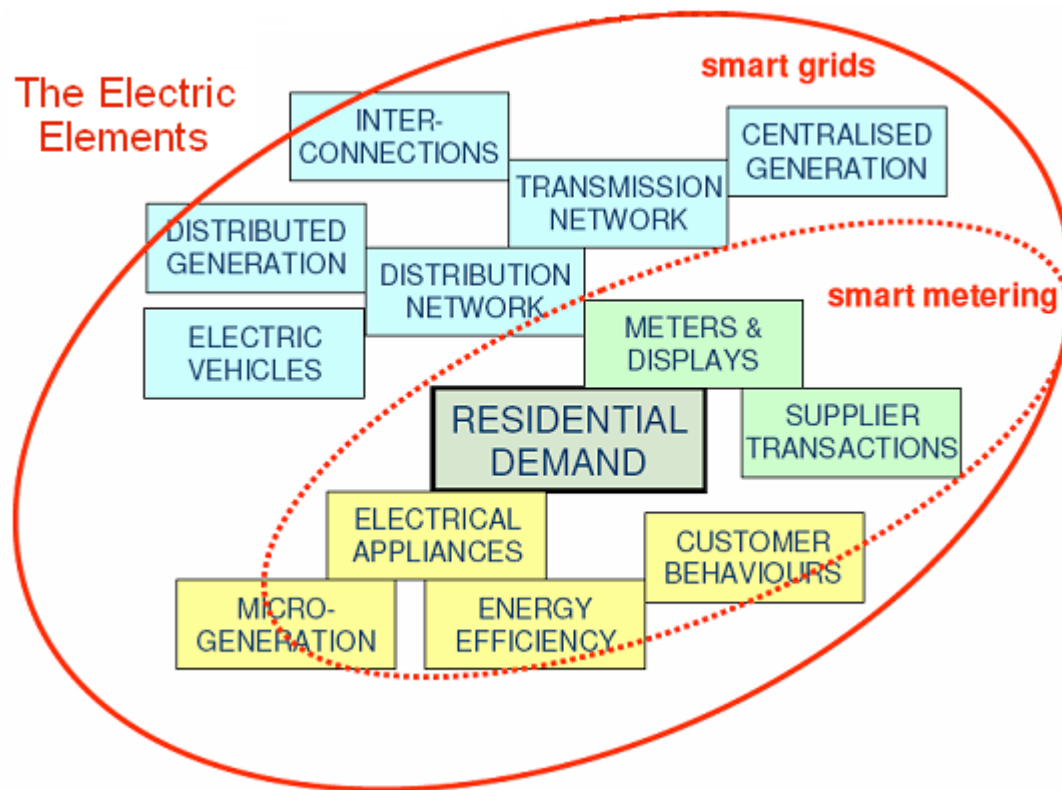 The Electric
Elements
smart grids
INTER-
CONNECTIONS
CENTRALISED
GENERATION
TRANSMISSION
NETWORK
DISTRIBUTED
GENERATION
DISTRIBUTION
NETWORK
smart metering
ELECTRIC
VEHICLES
METERS &
DISPLAYS
RESIDENTIAL
DEMAND
SUPPLIER
TRANSACTIONS
ELECTRICAL
APPLIANCES
CUSTOMER
BEHAVIOURS
MICRO-
GENERATION
ENERGY
EFFICIENCY